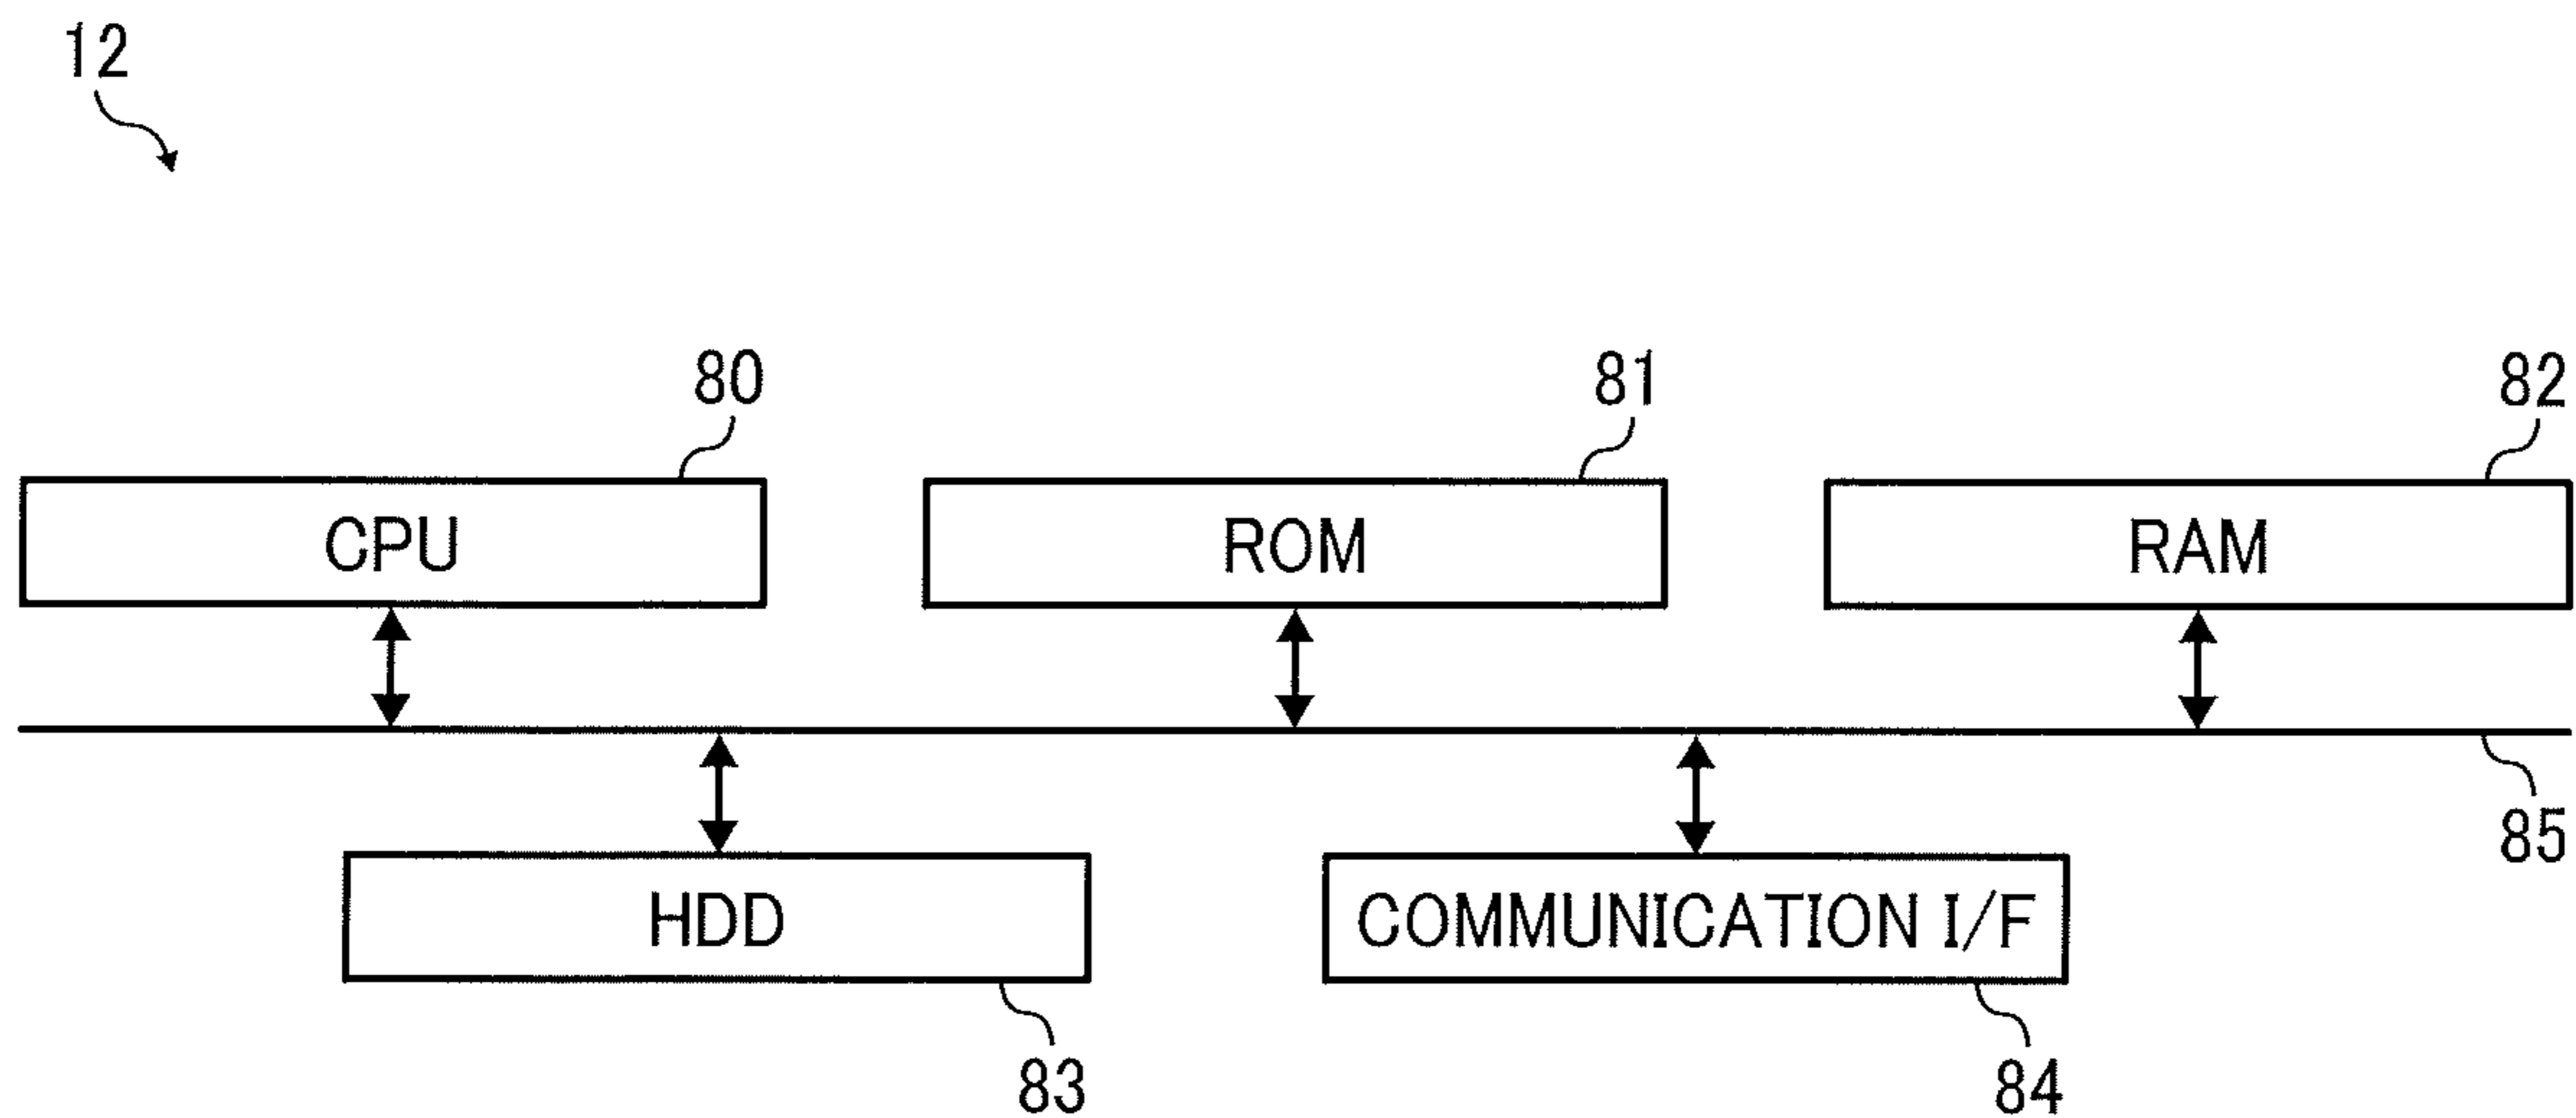 12
80
81
82
CPU
ROM
RAM
85
HDD
COMMUNICATION I/F
83
84